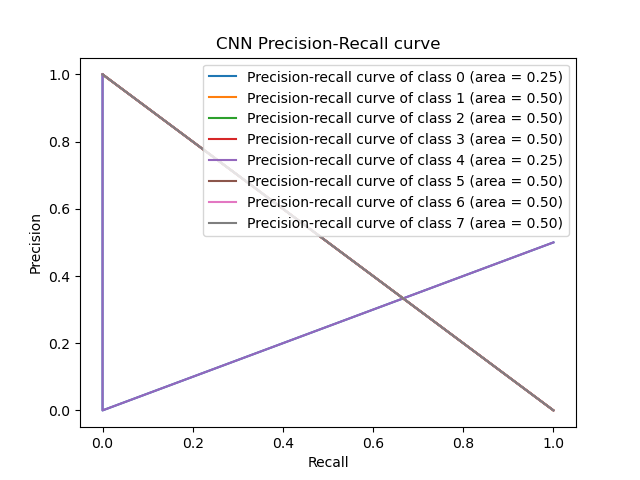 CNN Precision-Recall curve
Precision-recall curve of class 0 (area = 0.25)
Precision-recall curve of class 1 (area = 0.50)
Precision-recall curve of class 2 (area = 0.50)
Precision-recall curve of class 3 (area = 0.50)
Precision-recall curve of class 4 (area = 0.25)
Precision-recall curve of class 5 (area = 0.50)
Precision-recall curve of class 6 (area = 0.50)
Precision-recall curve of class 7 (area = 0.50)
Precision
1.0
0.8
0.6
0.4
0.2
0.0
0.0 0.2 0.4 0.6 0.8 1.0
Recall